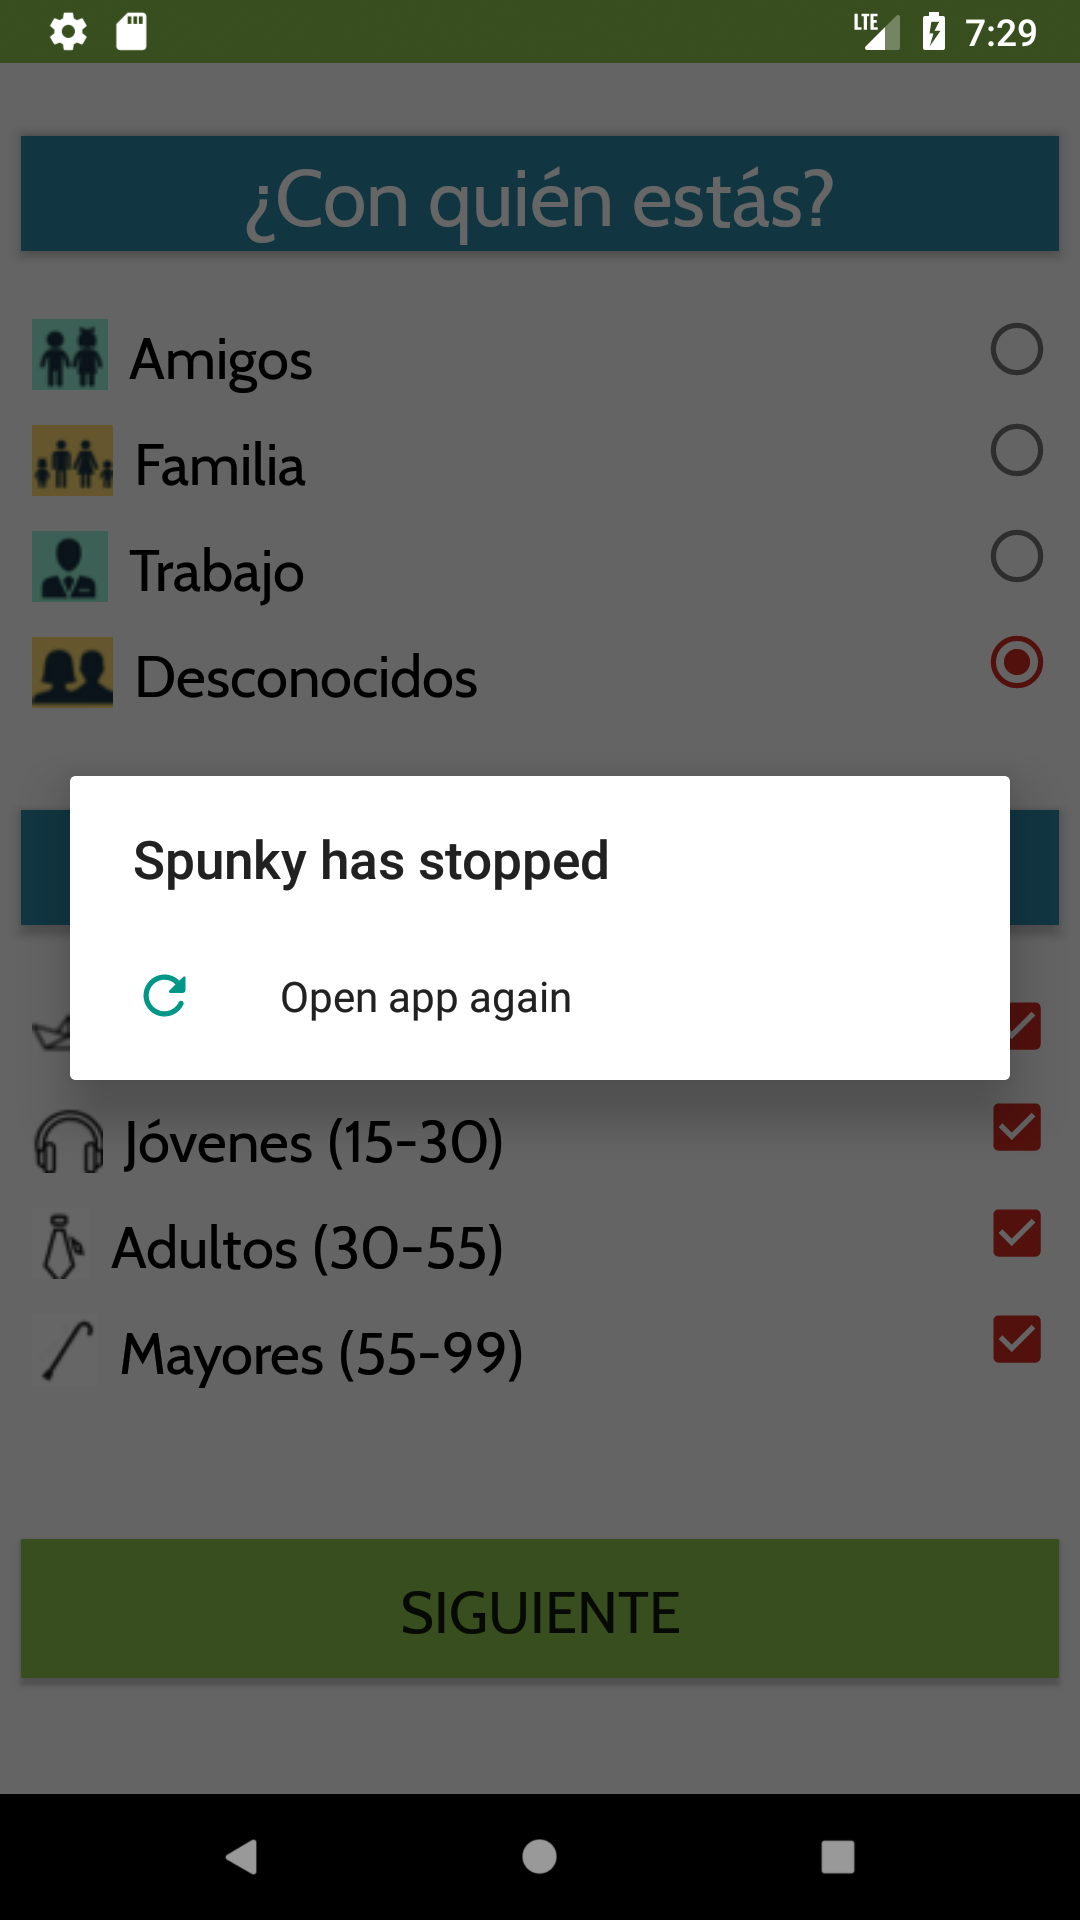 LTE 7:29
¿Con quién estás?
Amigos
Familia
Trabajo
Desconocidos
Spunky has stopped
Open app again
Jóvenes (15-30)
Adultos (30-55)
Mayores (55-99)
SIGUIENTE